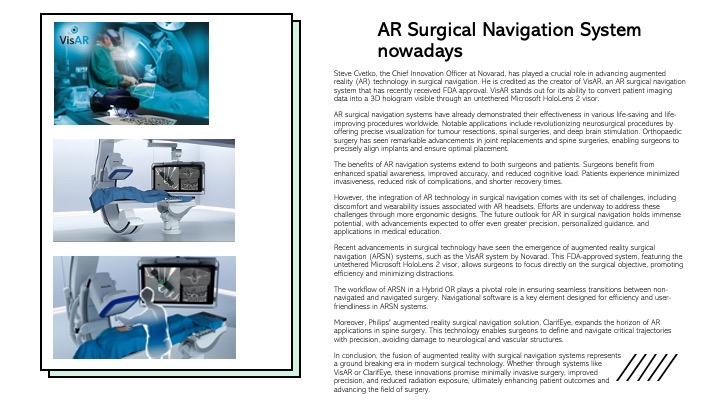 VisAR
AR Surgical Navigation System
nowadays
Steve Cvetko, the Chief Innovation Officer at Novarad, has played a crucial role in advancing augmented
reality (AR) technology in surgical navigation. He is credited as the creator of VisAR, an AR surgical navigation
system that has recently received FDA approval. VisAR stands out for its ability to convert patient imaging
data into a 3D hologram visible through an untethered Microsoft HoloLens 2 visor.
AR surgical navigation systems have already demonstrated their effectiveness in various life-saving and life-
improving procedures worldwide. Notable applications include revolutionizing neurosurgical procedures by
offering precise visualization for tumour resections, spinal surgeries, and deep brain stimulation. Orthopaedic
surgery has seen remarkable advancements in joint replacements and spine surgeries, enabling surgeons to
precisely align implants and ensure optimal placement.
The benefits of AR navigation systems extend to both surgeons and patients. Surgeons benefit from
enhanced spatial awareness, improved accuracy, and reduced cognitive load. Patients experience minimized
invasiveness, reduced risk of complications, and shorter recovery times.
However, the integration of AR technology in surgical navigation comes with its set of challenges, including
discomfort and wearability issues associated with AR headsets. Efforts are underway to address these
challenges through more ergonomic designs. The future outlook for AR in surgical navigation holds immense
potential, with advancements expected to offer even greater precision, personalized guidance, and
applications in medical education.
Recent advancements in surgical technology have seen the emergence of augmented reality surgical
navigation (ARSN) systems, such as the VisAR system by Novarad. This FDA-approved system, featuring the
untethered Microsoft HoloLens 2 visor, allows surgeons to focus directly on the surgical objective, promoting
efficiency and minimizing distractions.
The workflow of ARSN in a Hybrid OR plays a pivotal role in ensuring seamless transitions between non-
navigated and navigated surgery. Navigational software is a key element designed for efficiency and user-
friendliness in ARSN systems.
Moreover, Philips' augmented reality surgical navigation solution, ClarifEye, expands the horizon of AR
applications in spine surgery. This technology enables surgeons to define and navigate critical trajectories
with precision, avoiding damage to neurological and vascular structures.
In conclusion, the fusion of augmented reality with surgical navigation systems represents
a ground breaking era in modern surgical technology. Whether through systems like
VisAR or ClarifEye, these innovations promise minimally invasive surgery, improved
precision, and reduced radiation exposure, ultimately enhancing patient outcomes and
advancing the field of surgery.